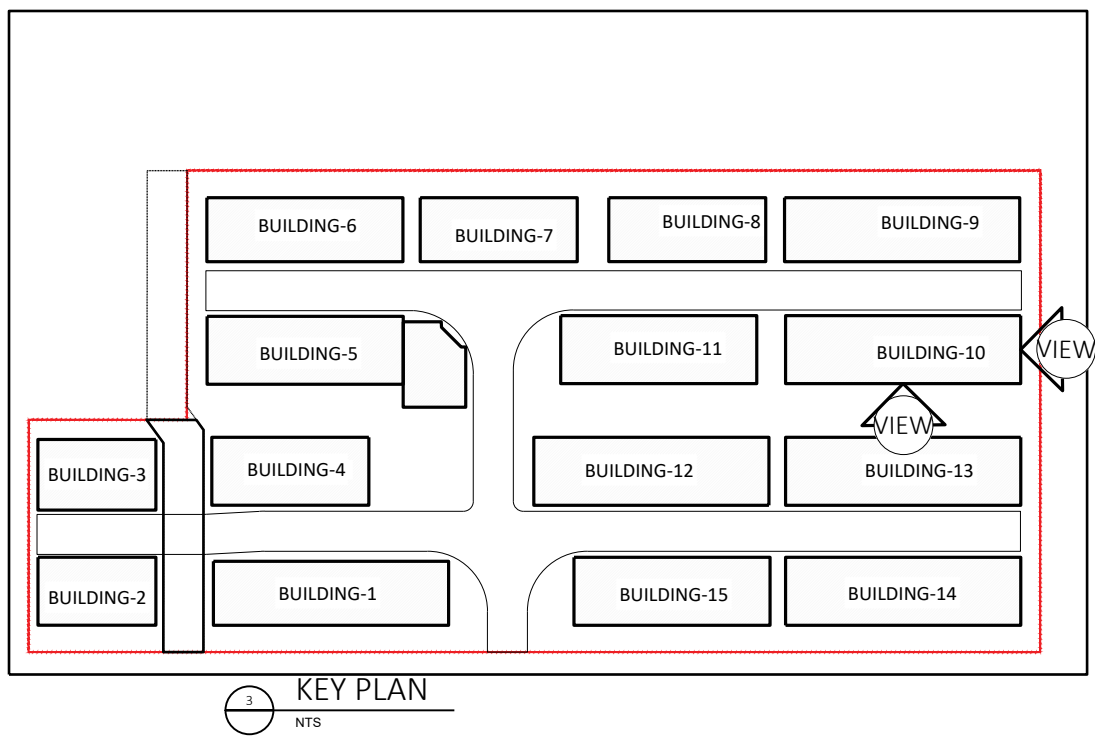 BUILDING-6
BUILDING-7
BUILDING-8
BUILDING-9
BUILDING-5
BUILDING-11
BUILDING-10
VIEW
VIEW
BUILDING-3
BUILDING-4
BUILDING-12
BUILDING-13
BUILDING-2
BUILDING-1
BUILDING-15
BUILDING-14
3
KEY PLAN
NTS